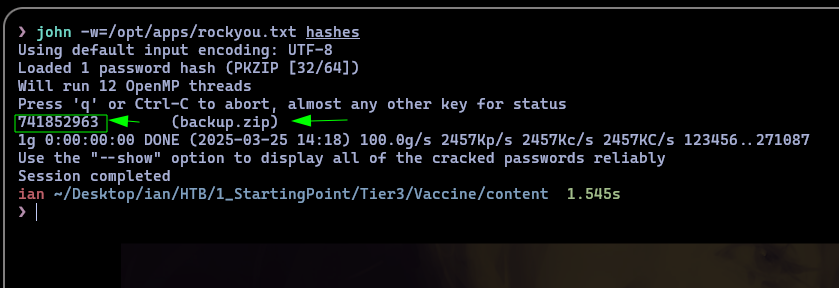 ❯ john -w=/opt/apps/rockyou.txt hashes
Using default input encoding: UTF-8
Loaded 1 password hash (PKZIP [32/64])
Will run 12 OpenMP threads
Press 'q' or Ctrl-C to abort, almost any other key for status
741852963 (backup.zip)
1g 0:00:00:00 DONE (2025-03-25 14:18) 100.0g/s 2457Kp/s 2457Kc/s 2457KC/s 123456..271087
Use the "--show" option to display all of the cracked passwords reliably
Session completed
ian ~/Desktop/ian/HTB/1_StartingPoint/Tier3/Vaccine/content 1.545s
❯